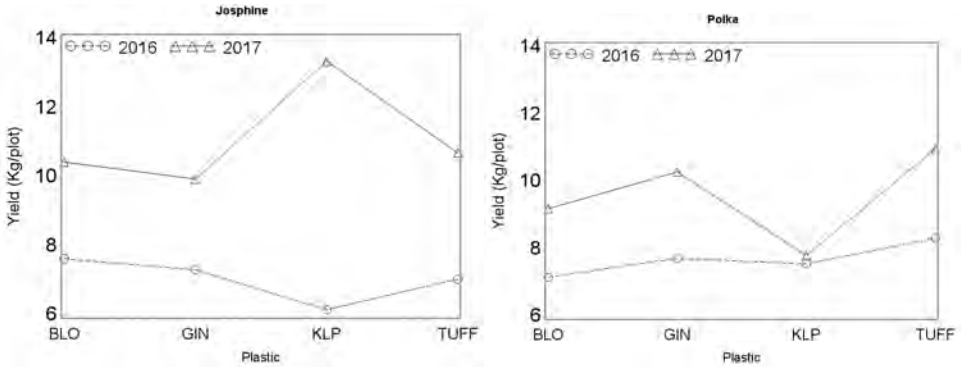 Josphine
14
2016 2017
12
10
8
6
Yield (Kg/plot)
BLO GIN KLP TUFF
Plastic
Polka
14
2016 2017
12
10
8
6
Yield (Kg/plot)
BLO GIN KLP TUFF
Plastic